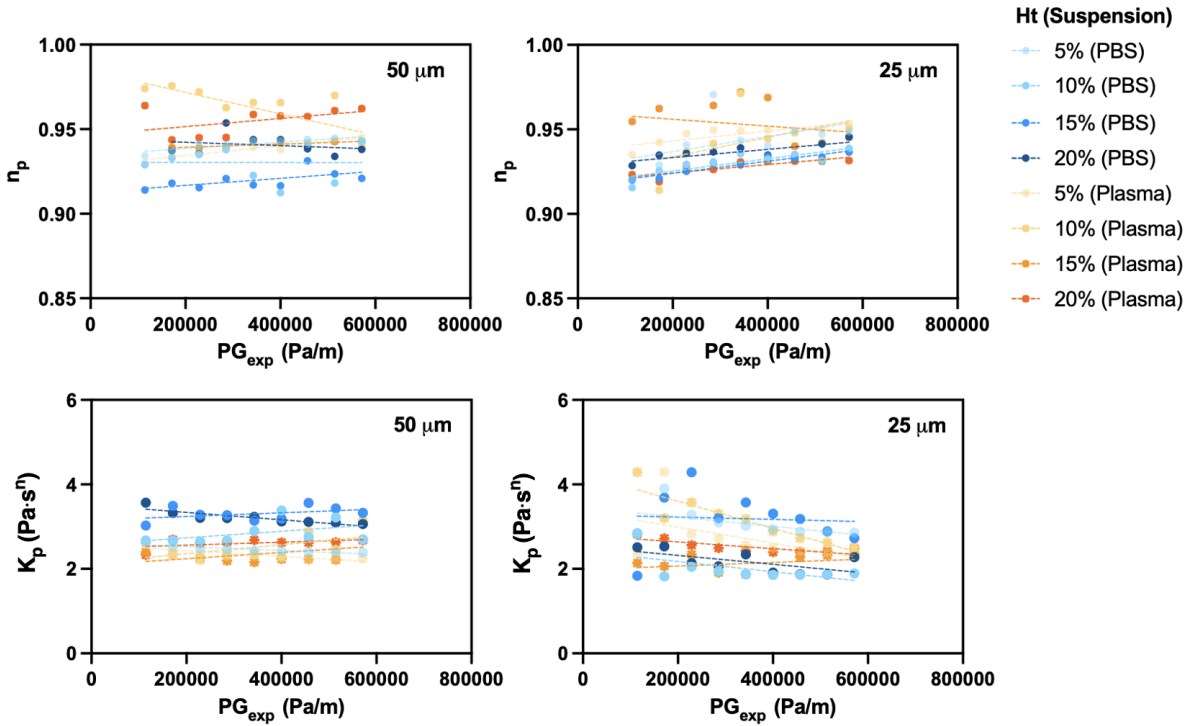 Ht (Suspension)
5% (PBS)
10% (PBS)
15% (PBS)
20% (PBS)
5% (Plasma)
10% (Plasma)
15% (Plasma)
20% (Plasma)
1.00
0.95
0.90
0.85
n_p
50 μm
0 200000 400000 600000 800000
PG_exp (Pa/m)
1.00
0.95
0.90
0.85
n_p
25 μm
0 200000 400000 600000 800000
PG_exp (Pa/m)
6
4
2
0
K_p (Pa·s^n)
50 μm
0 200000 400000 600000 800000
PG_exp (Pa/m)
6
4
2
0
K_p (Pa·s^n)
25 μm
0 200000 400000 600000 800000
PG_exp (Pa/m)